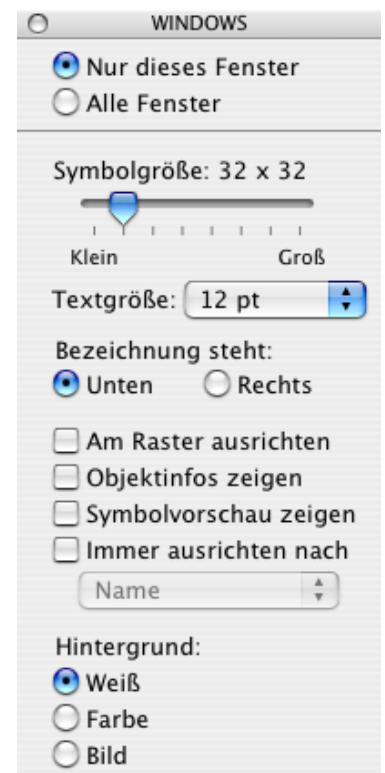 WINDOWS
Nur dieses Fenster
Alle Fenster
Symbolgröße: 32 x 32
Klein Groß
Textgröße: 12 pt
Bezeichnung steht:
Unten Rechts
Am Raster ausrichten
Objektinfos zeigen
Symbolvorschau zeigen
Immer ausrichten nach
Name
Hintergrund:
Weiß
Farbe
Bild